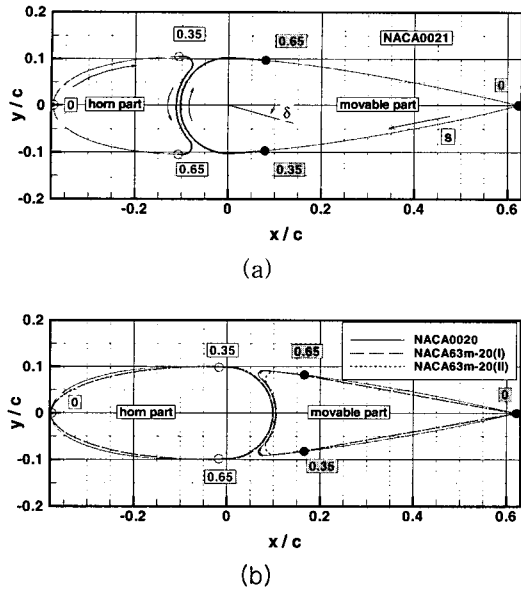 0.2
0.1
0
-0.1
-0.2
y / c
0.35
0.65
NACA0021
0
horn part
movable part
0
δ
S
0.65
0.35
-0.2
0
0.2
0.4
0.6
x / c
(a)
0.2
0.1
0
-0.1
-0.2
y / c
0.35
0.65
NACA0020
NACA63m-20(I)
NACA63m-20(II)
0
horn part
movable part
0
0.65
0.35
-0.2
0
0.2
0.4
0.6
x / c
(b)